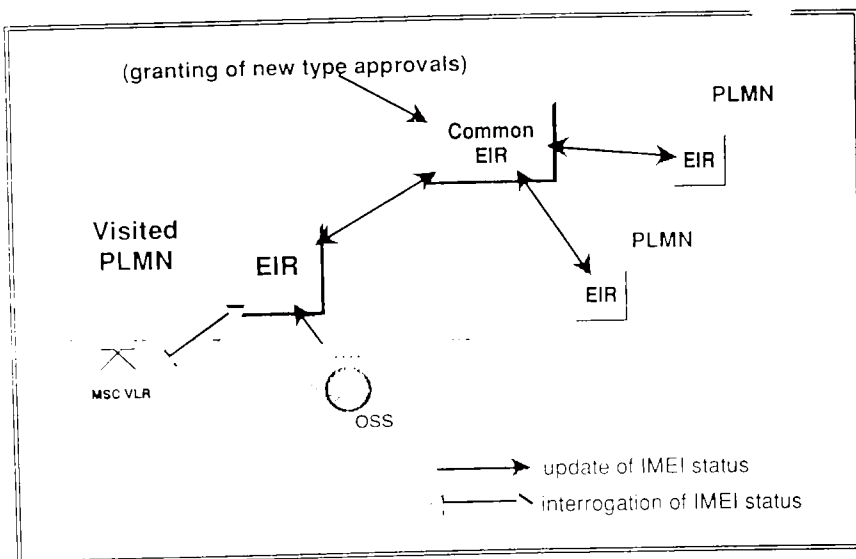 (granting of new type approvals)
PLMN
Common
EIR
EIR
Visited
PLMN
EIR
PLMN
EIR
MSC VLR
OSS
update of IMEI status
interrogation of IMEI status